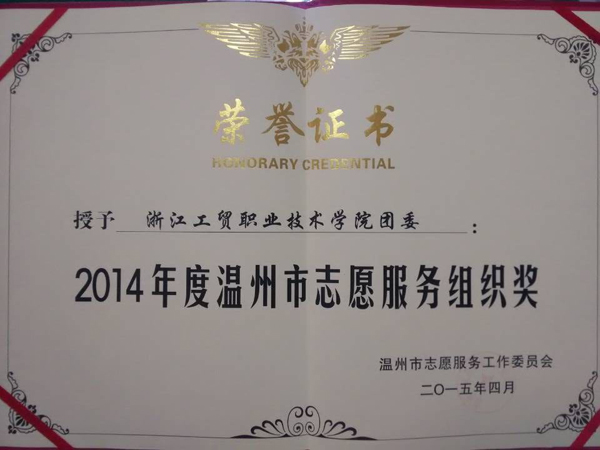 荣誉证书
HONORARY CREDENTIAL
授予 浙江工贸职业技术学院团委 :
2014年度温州市志愿服务组织奖
温州市志愿服务工作委员会
二〇一五年四月